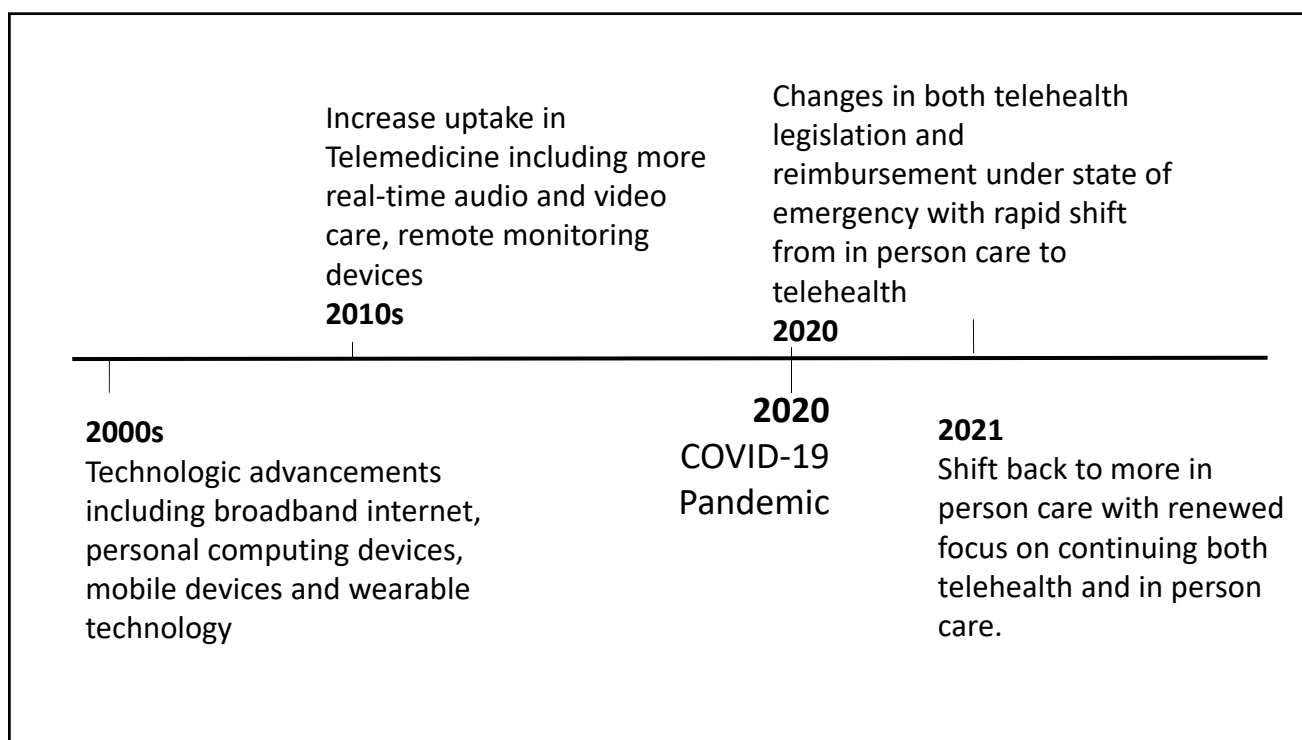 Increase uptake in
Telemedicine including more
real-time audio and video
care, remote monitoring
devices
2010s
Changes in both telehealth
legislation and
reimbursement under state of
emergency with rapid shift
from in person care to
telehealth
2020
2000s
Technologic advancements
including broadband internet,
personal computing devices,
mobile devices and wearable
technology
2020
COVID-19
Pandemic
2021
Shift back to more in
person care with renewed
focus on continuing both
telehealth and in person
care.